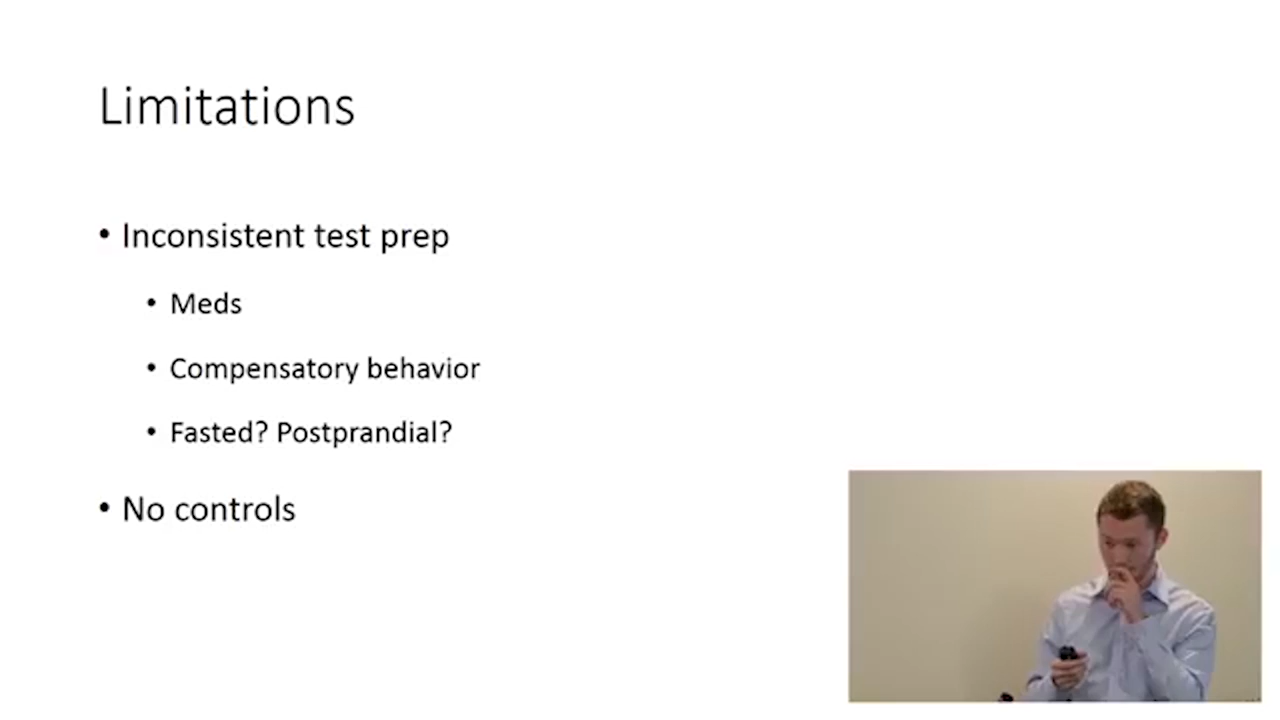 Limitations
• Inconsistent test prep
• Meds
• Compensatory behavior
• Fasted? Postprandial?
• No controls